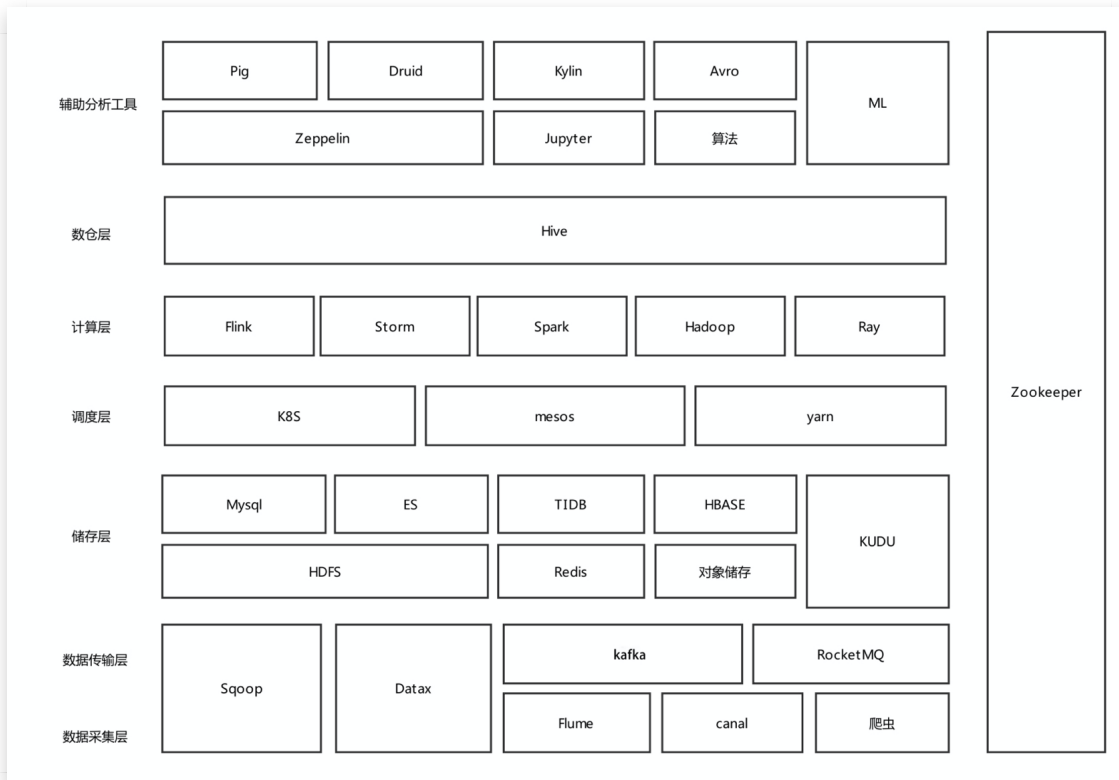 Pig
Druid
Kylin
Avro
ML
辅助分析工具
Zeppelin
Jupyter
算法
数仓层
Hive
计算层
Flink
Storm
Spark
Hadoop
Ray
Zookeeper
调度层
K8S
mesos
yarn
储存层
Mysql
ES
TIDB
HBASE
KUDU
HDFS
Redis
对象储存
数据传输层
Sqoop
Datax
kafka
RocketMQ
数据采集层
Flume
canal
爬虫